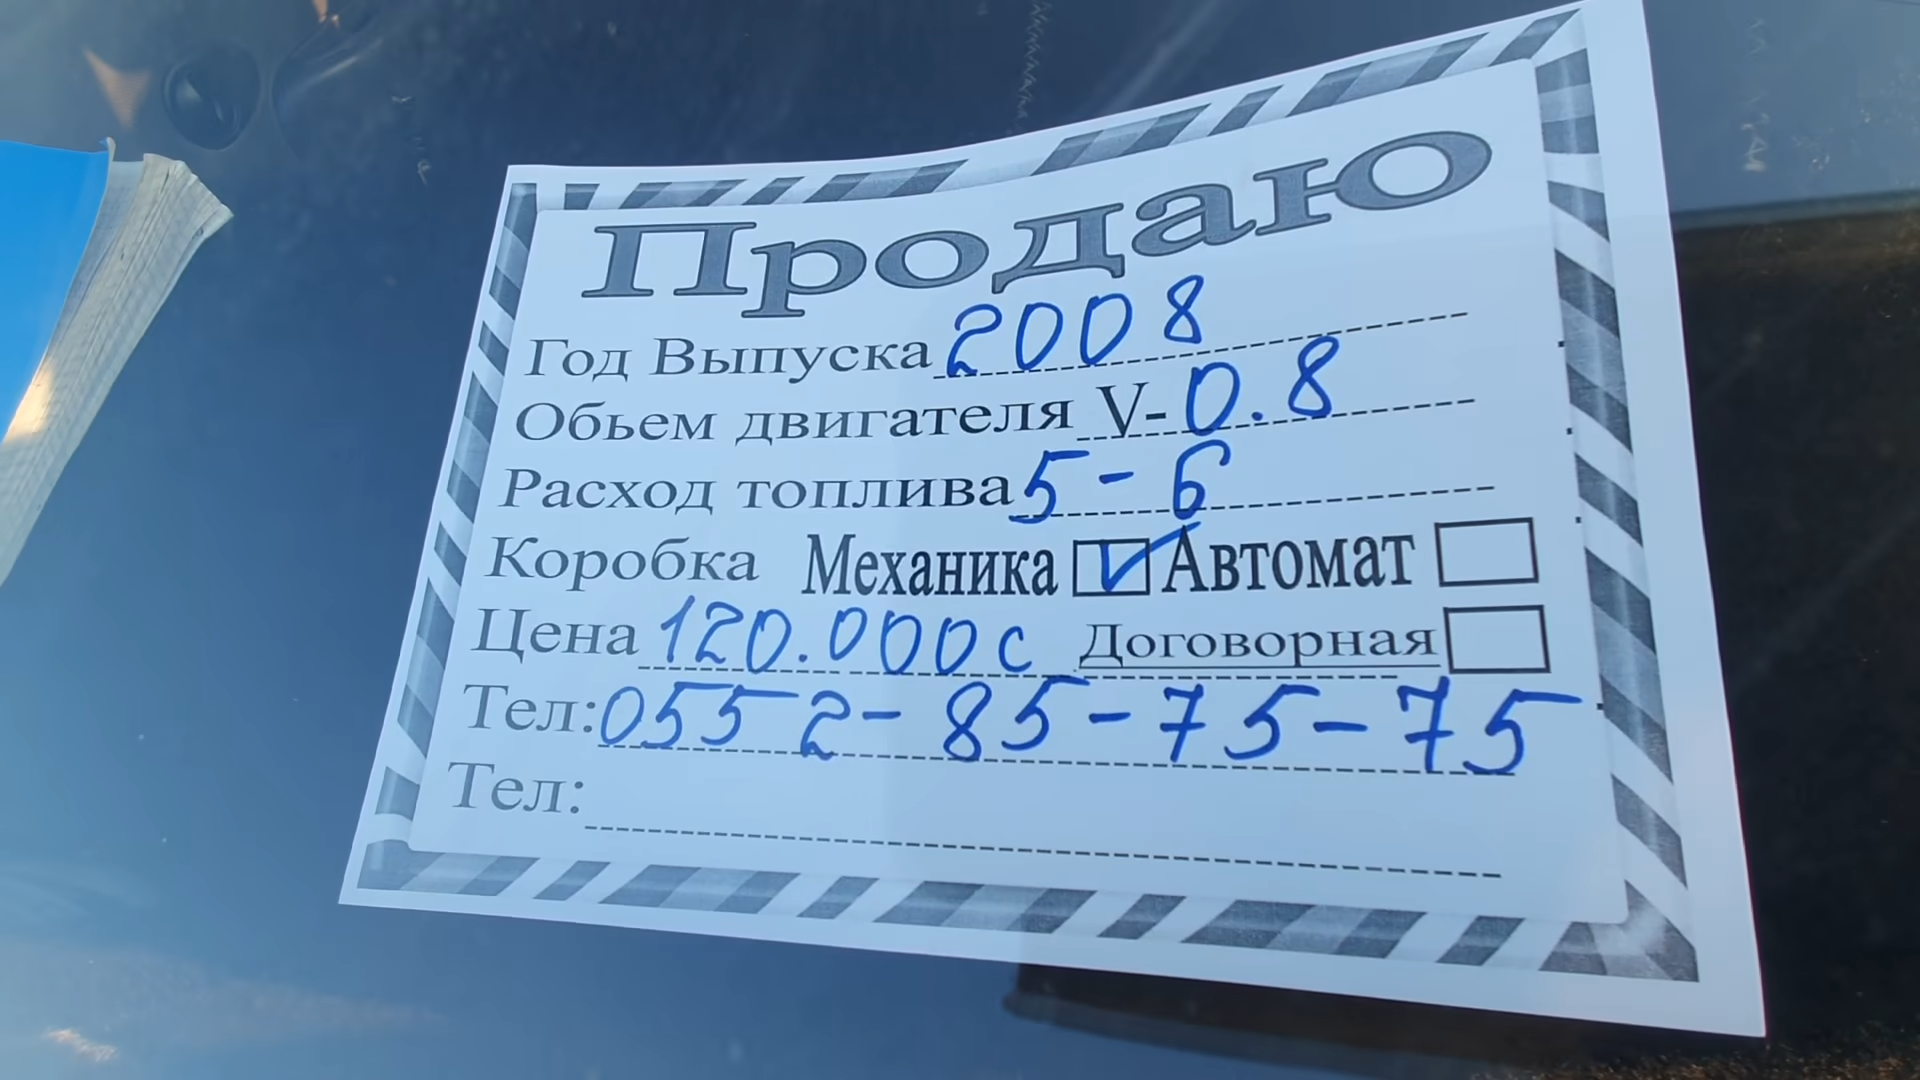 Продаю
Год Выпуска 2008
Обьем двигателя V-0.8
Расход топлива 5-6
Коробка Механика ☑ Автомат ☐
Цена 120.000с Договорная ☐
Тел: 0552-85-75-75
Тел: